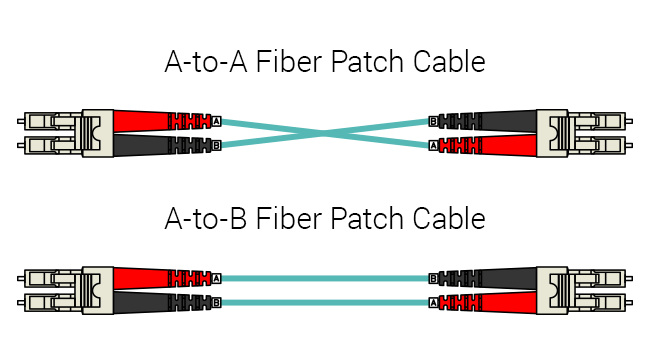 A-to-A Fiber Patch Cable
A B
B A
A-to-B Fiber Patch Cable
A B
B A